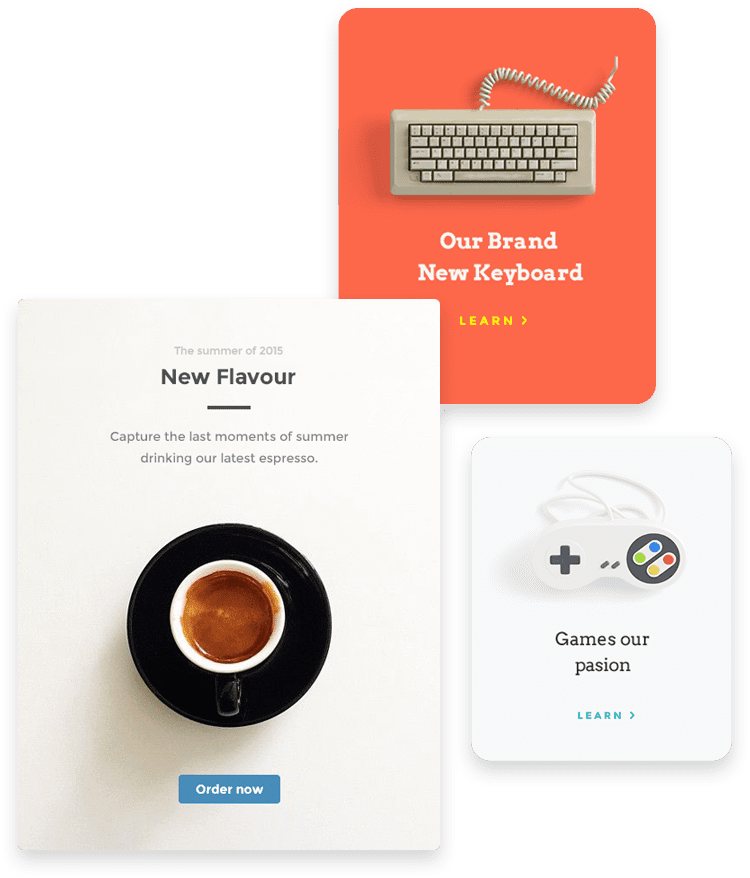 Our Brand
New Keyboard
LEARN >
The summer of 2015
New Flavour
Capture the last moments of summer
drinking our latest espresso.
Order now
Games our
pasion
LEARN >